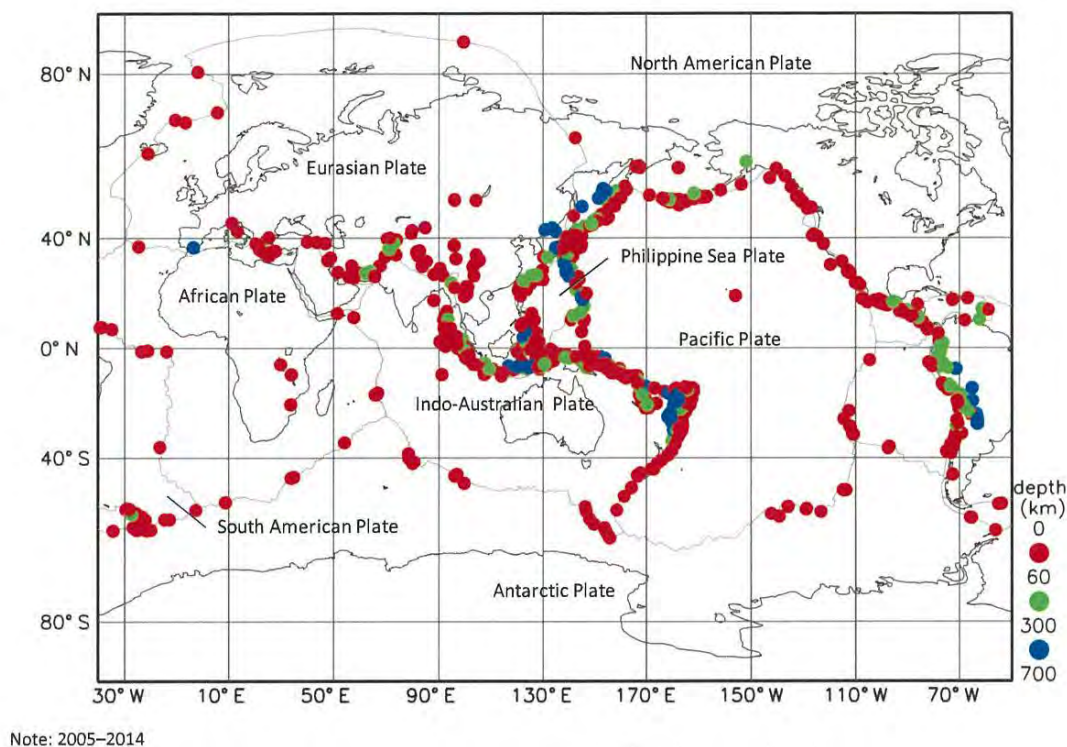 North American Plate
80° N
Eurasian Plate
40° N
Philippine Sea Plate
African Plate
Pacific Plate
0° N
Indo-Australian Plate
40° S
depth
(km)
0
South American Plate
60
Antarctic Plate
300
80° S
700
30° W 10° E 50° E 90° E 130° E 170° E 150° W 110° W 70° W
Note: 2005–2014